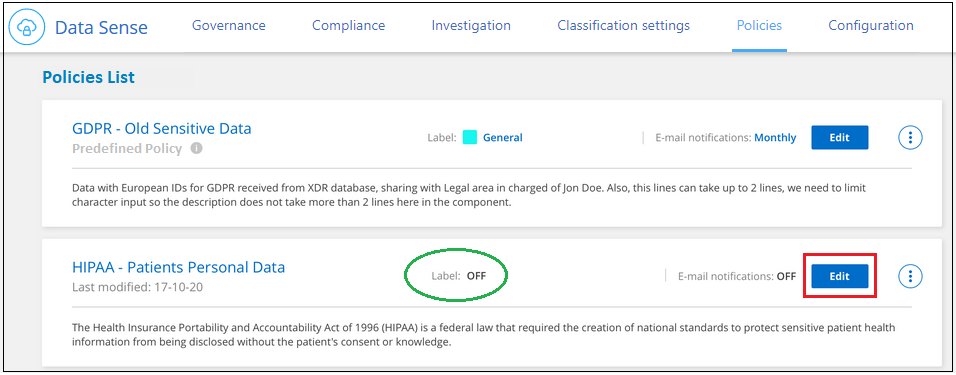 Data Sense Governance Compliance Investigation Classification settings Policies Configuration
Policies List
GDPR - Old Sensitive Data Label: General E-mail notifications: Monthly Edit
Predefined Policy
Data with European IDs for GDPR received from XDR database, sharing with Legal area in charged of Jon Doe. Also, this lines can take up to 2 lines, we need to limit
character input so the description does not take more than 2 lines here in the component.
HIPAA - Patients Personal Data Label: OFF E-mail notifications: OFF Edit
Last modified: 17-10-20
The Health Insurance Portability and Accountability Act of 1996 (HIPAA) is a federal law that required the creation of national standards to protect sensitive patient health
information from being disclosed without the patient's consent or knowledge.